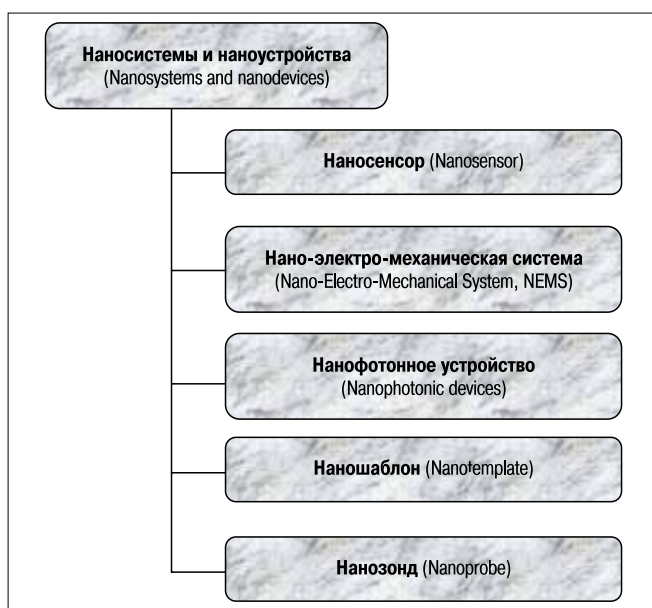 Наносистемы и наноустройства
(Nanosystems and nanodevices)
Наносенсор (Nanosensor)
Нано-электро-механическая система
(Nano-Electro-Mechanical System, NEMS)
Нанофотонное устройство
(Nanophotonic devices)
Наношаблон (Nanotemplate)
Нанозонд (Nanoprobe)